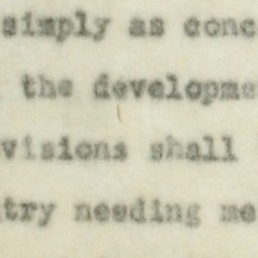 simply as conc
the developme
visions shall
try needing me